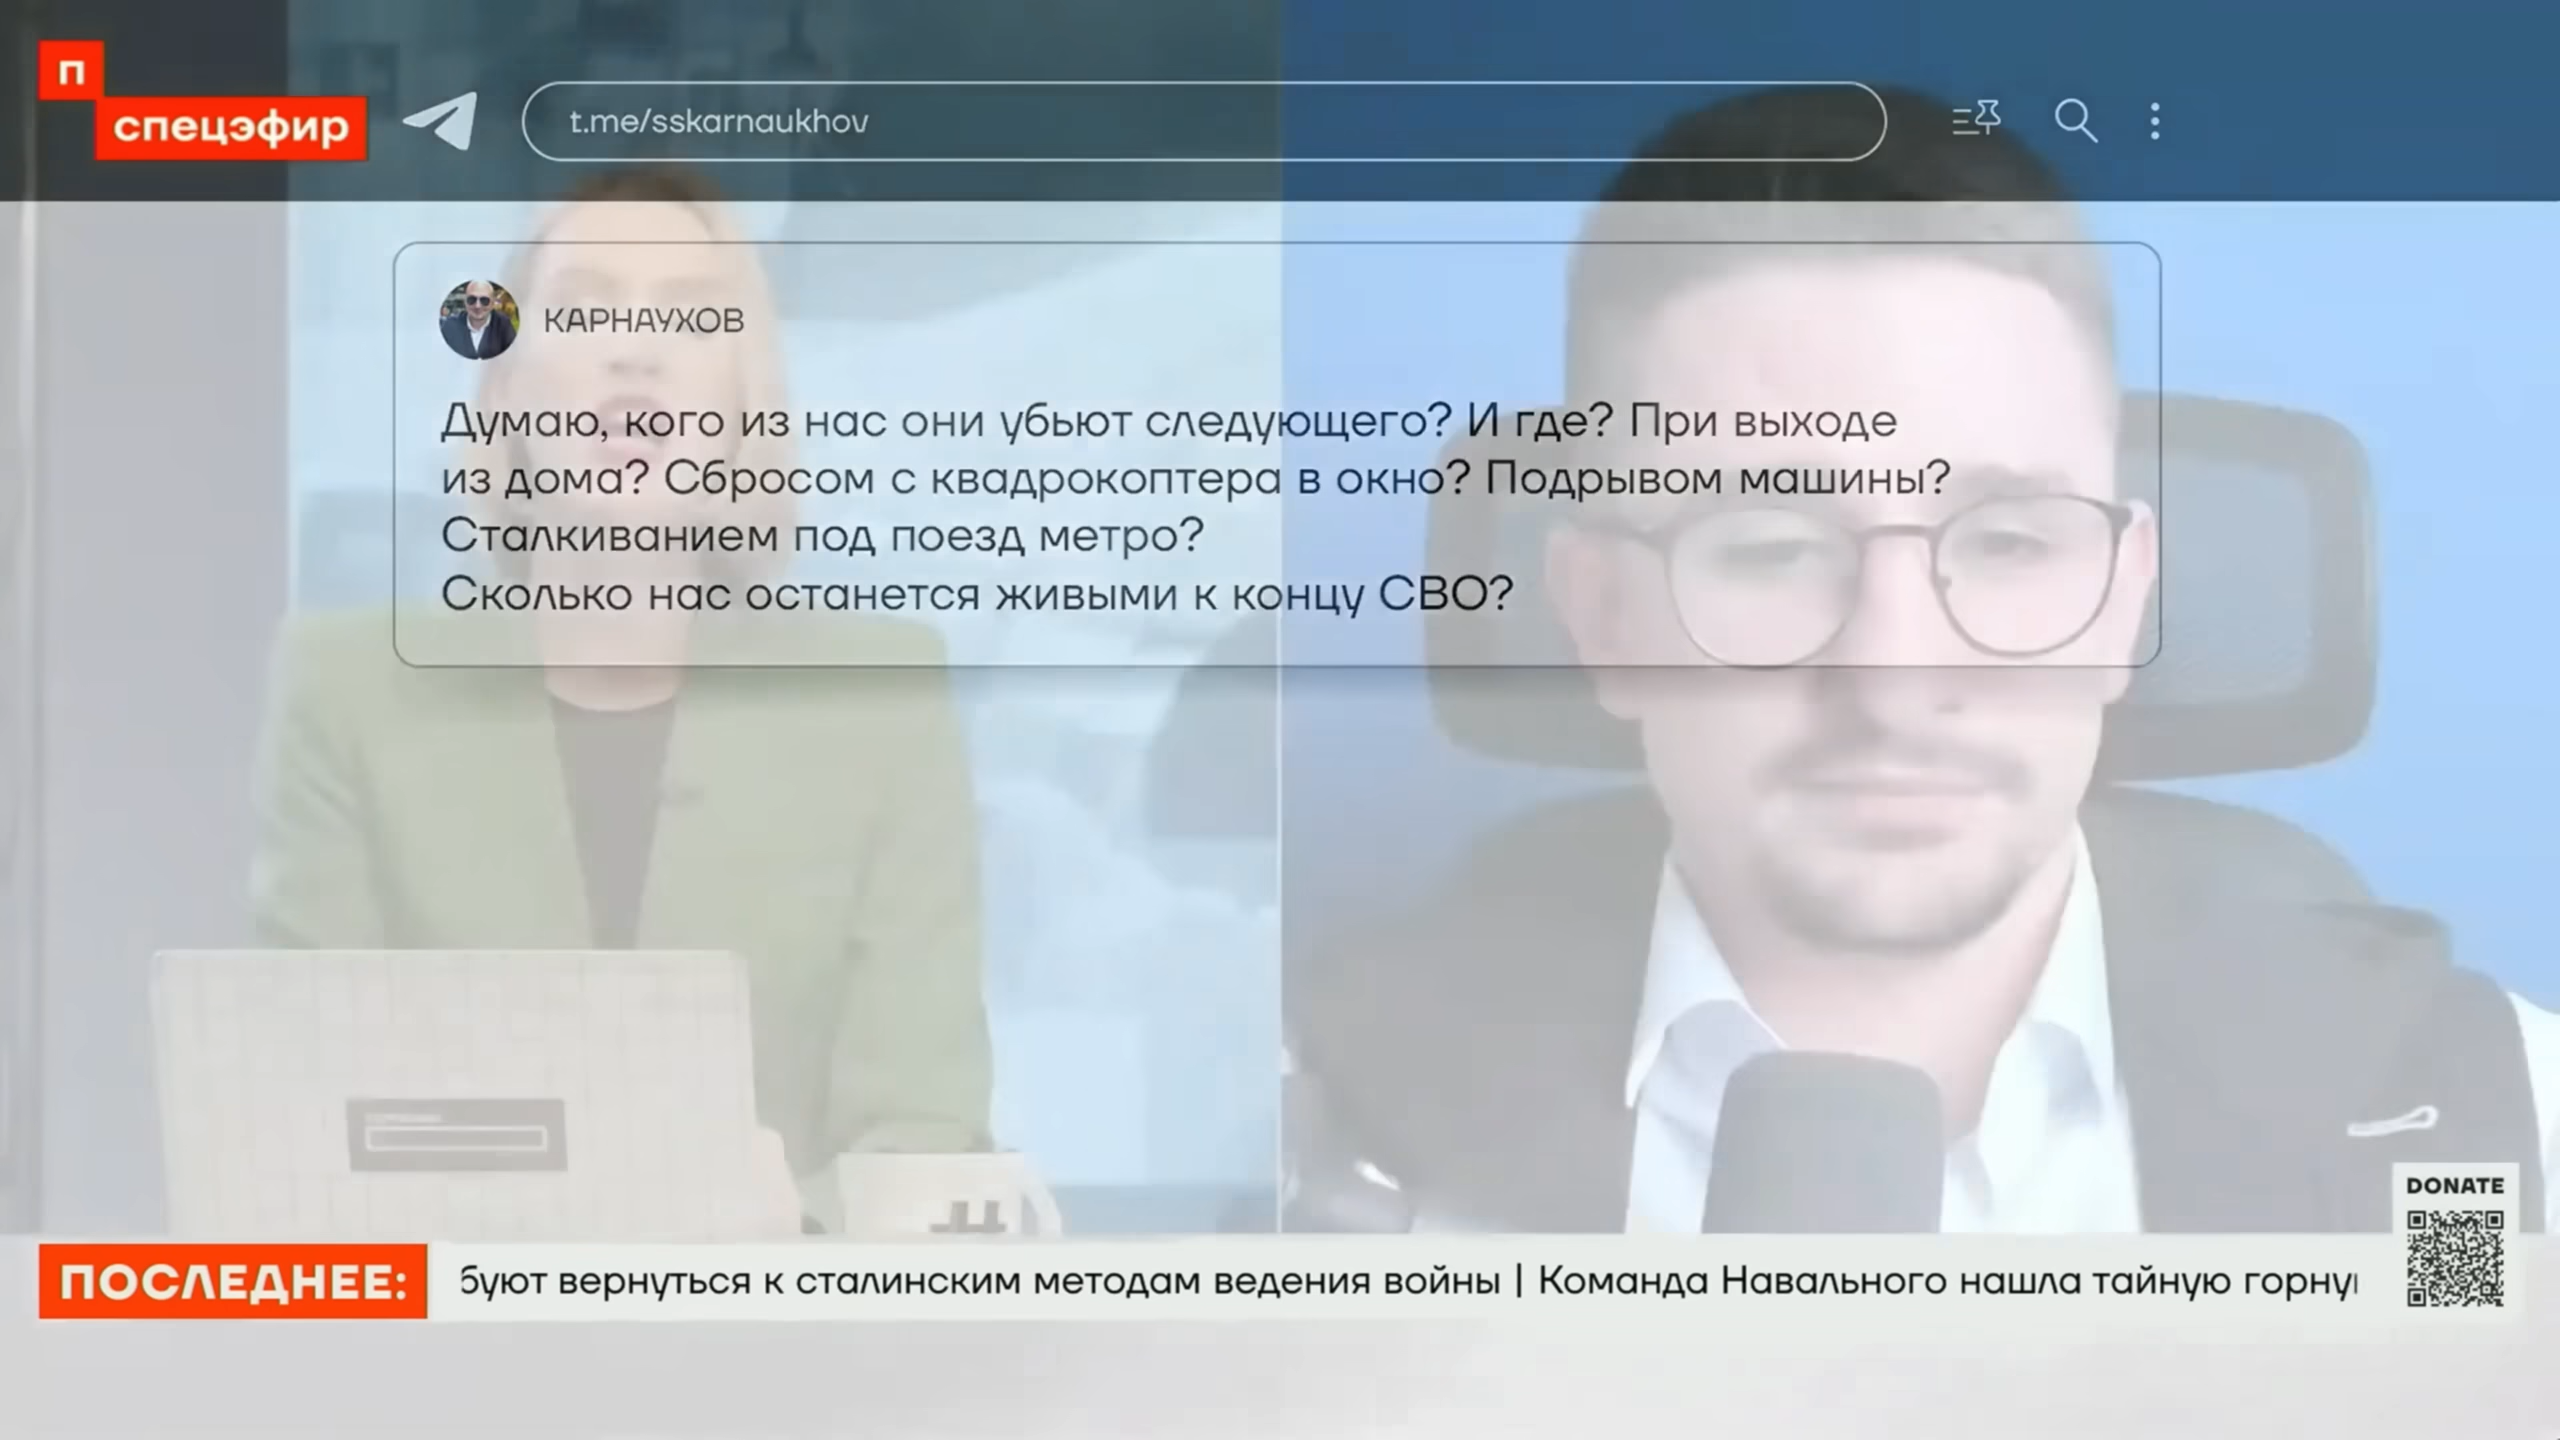 П
спецэфир
t.me/sskarnaukhov
КАРНАУХОВ
Думаю, кого из нас они убьют следующего? И где? При выходе
из дома? Сбросом с квадрокоптера в окно? Подрывом машины?
Сталкиванием под поезд метро?
Сколько нас останется живыми к концу СВО?
DONATE
ПОСЛЕДНЕЕ:
буют вернуться к сталинским методам ведения войны | Команда Навального нашла тайную горну